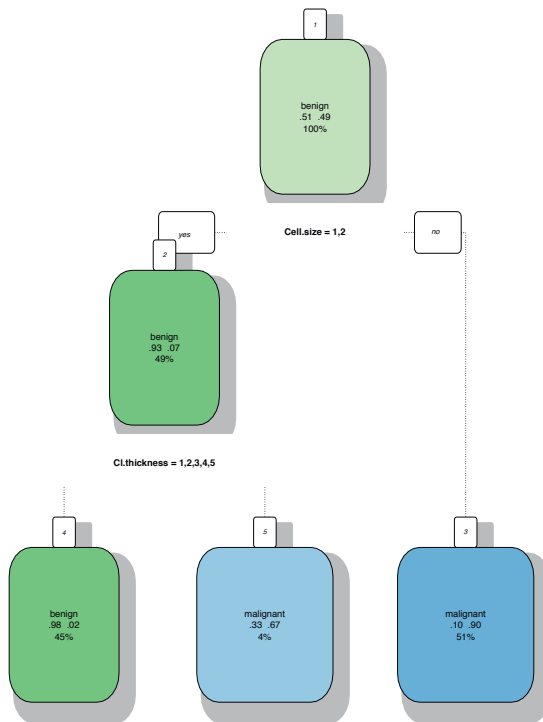 1
benign
.51 .49
100%
yes
Cell.size = 1,2
no
2
benign
.93 .07
49%
Cl.thickness = 1,2,3,4,5
4
benign
.98 .02
45%
5
malignant
.33 .67
4%
3
malignant
.10 .90
51%